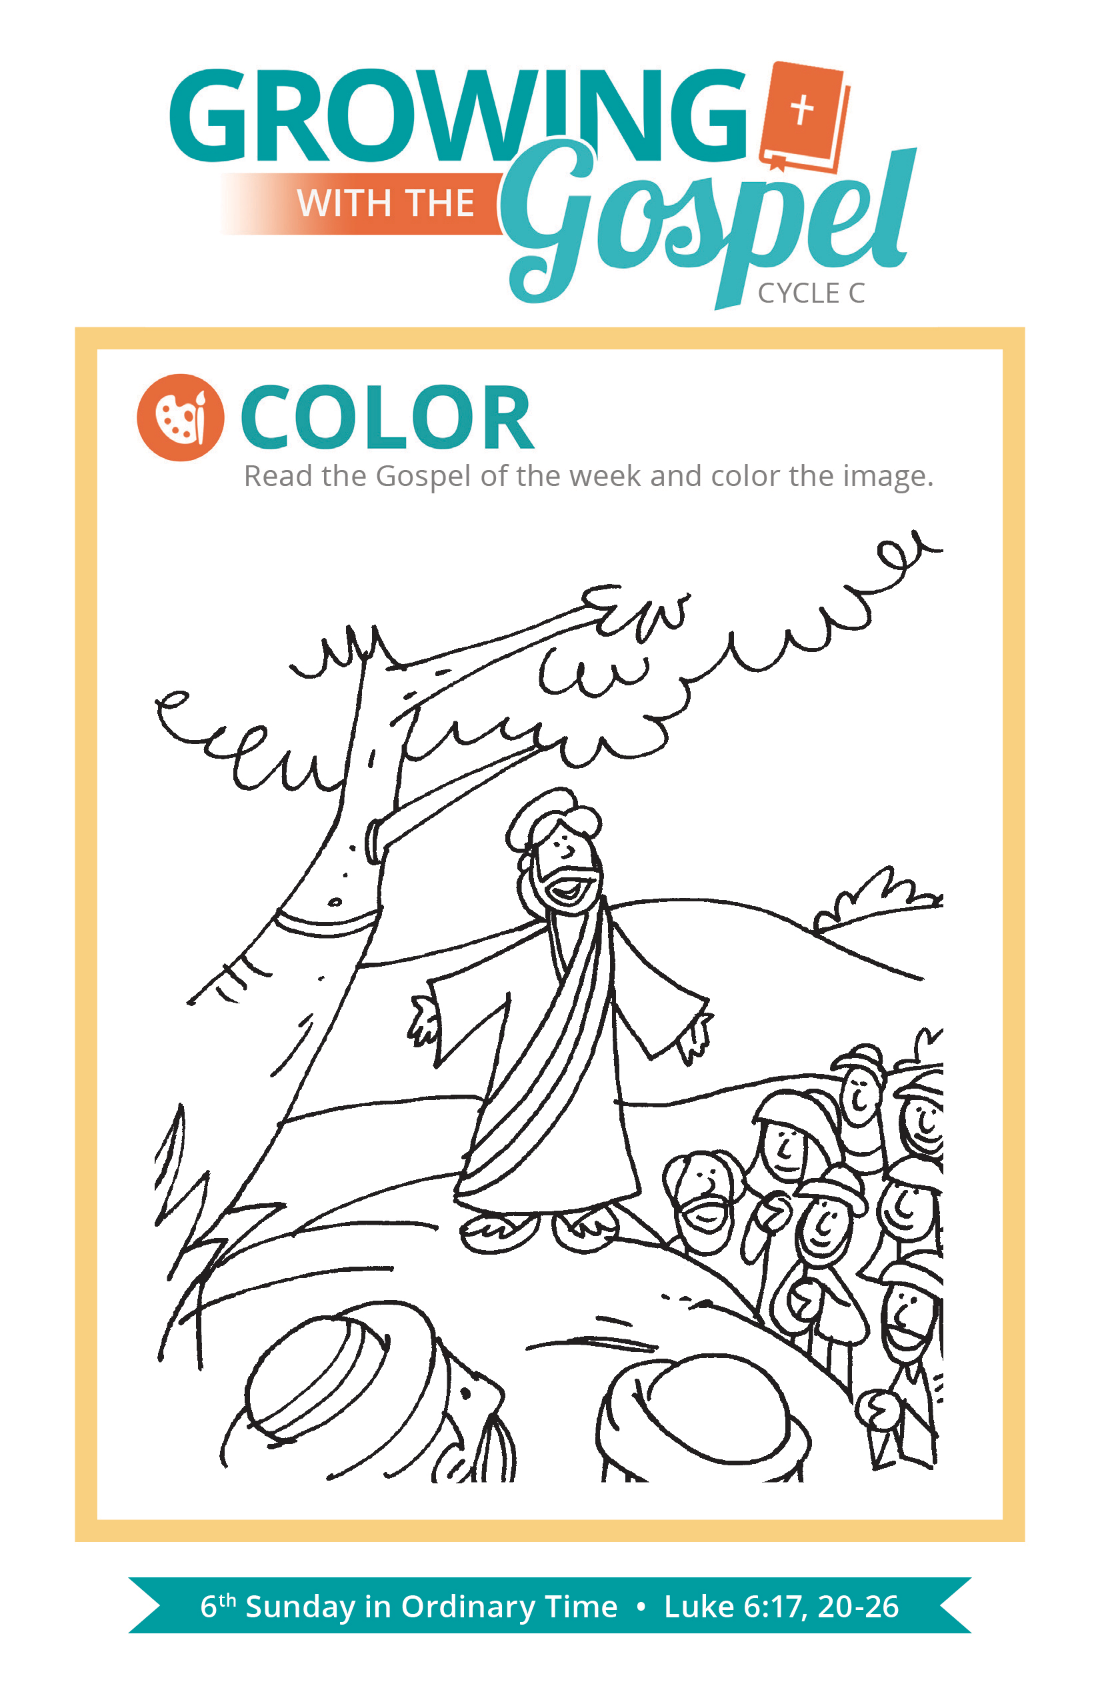 GROWING
WITH THE Gospel
CYCLE C
COLOR
Read the Gospel of the week and color the image.
6th Sunday in Ordinary Time • Luke 6:17, 20-26